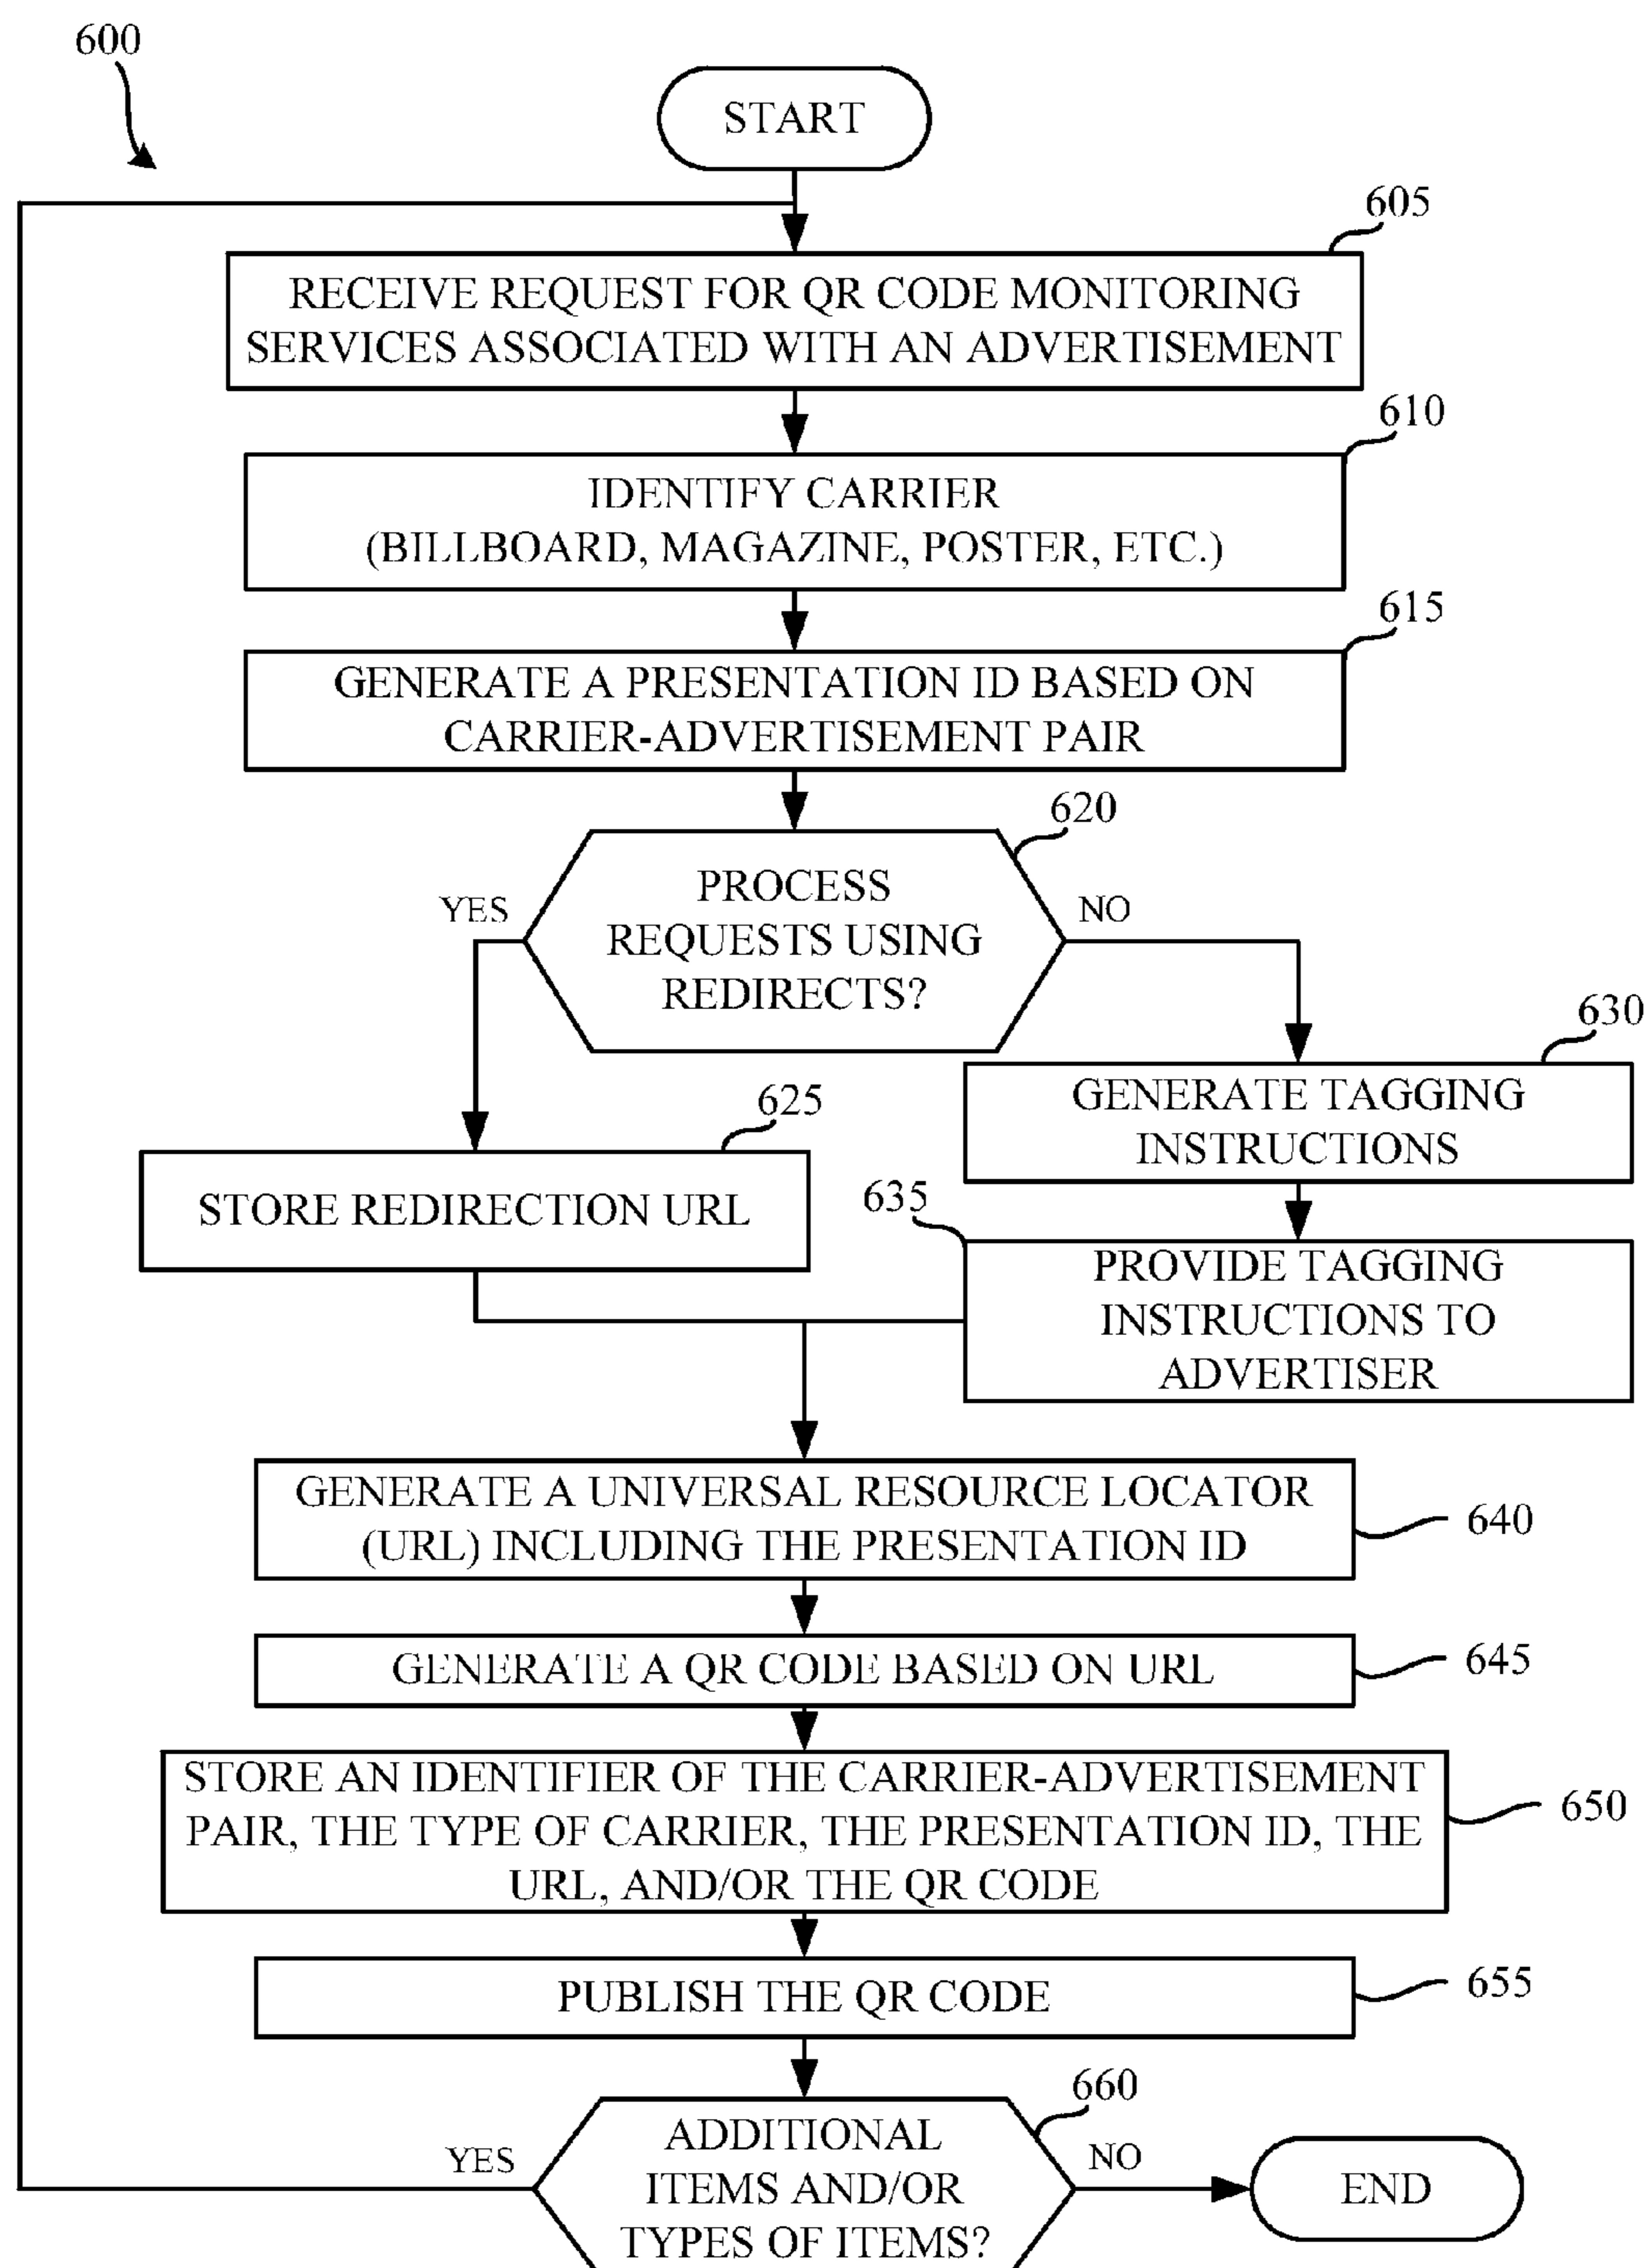 600
START
605
RECEIVE REQUEST FOR QR CODE MONITORING
SERVICES ASSOCIATED WITH AN ADVERTISEMENT
610
IDENTIFY CARRIER
(BILLBOARD, MAGAZINE, POSTER, ETC.)
615
GENERATE A PRESENTATION ID BASED ON
CARRIER-ADVERTISEMENT PAIR
620
PROCESS
REQUESTS USING
REDIRECTS?
YES
NO
625
STORE REDIRECTION URL
630
GENERATE TAGGING
INSTRUCTIONS
635
PROVIDE TAGGING
INSTRUCTIONS TO
ADVERTISER
GENERATE A UNIVERSAL RESOURCE LOCATOR
(URL) INCLUDING THE PRESENTATION ID
640
GENERATE A QR CODE BASED ON URL
645
STORE AN IDENTIFIER OF THE CARRIER-ADVERTISEMENT
PAIR, THE TYPE OF CARRIER, THE PRESENTATION ID, THE
URL, AND/OR THE QR CODE
650
PUBLISH THE QR CODE
655
660
ADDITIONAL
ITEMS AND/OR
TYPES OF ITEMS?
YES
NO
END